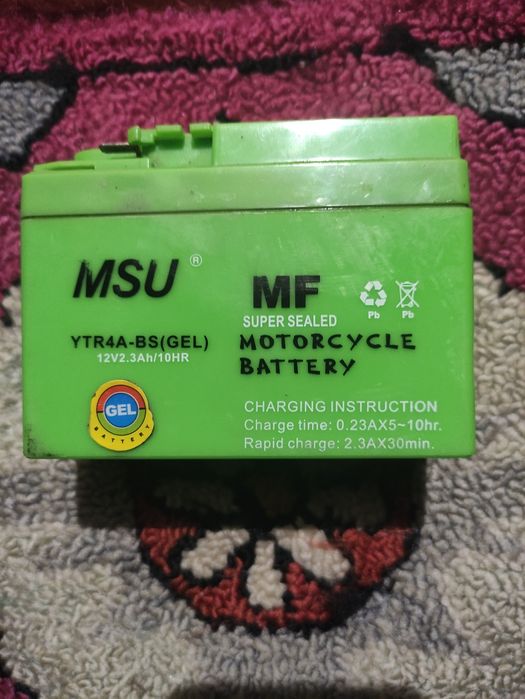 MSU ®
MF
SUPER SEALED
MOTORCYCLE
BATTERY
YTR4A-BS(GEL)
12V2.3Ah/10HR
Pb Pb
GEL
BATTERY
CHARGING INSTRUCTION
Charge time: 0.23AX5~10hr.
Rapid charge: 2.3AX30min.